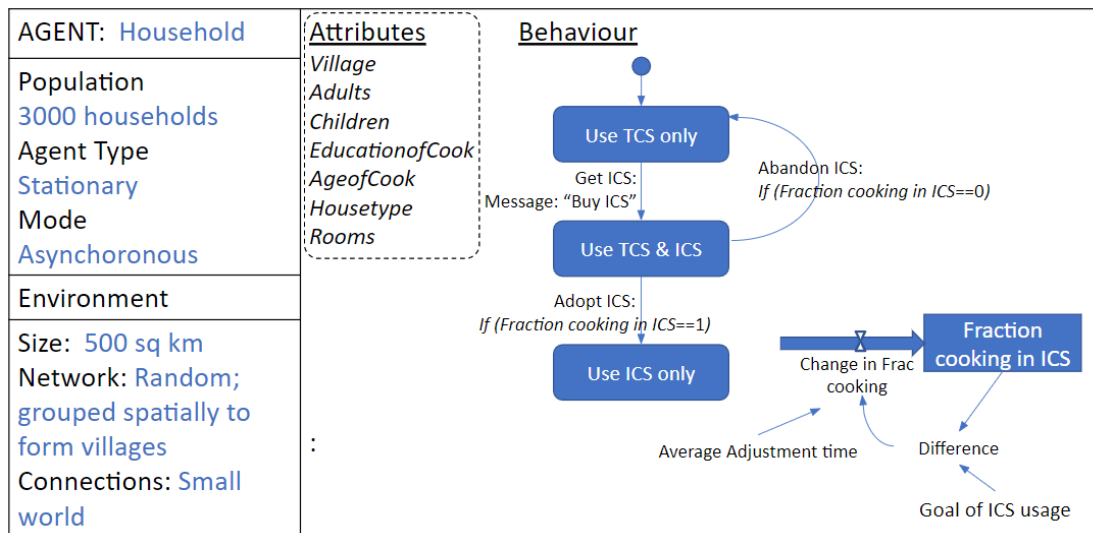 AGENT: Household
Population
3000 households
Agent Type
Stationary
Mode
Asynchoronous
Environment
Size: 500 sq km
Network: Random;
grouped spatially to
form villages
Connections: Small
world
Attributes
Village
Adults
Children
EducationofCook
AgeofCook
Housetype
Rooms
:
Behaviour
Use TCS only
Get ICS:
Message: “Buy ICS”
Abandon ICS:
If (Fraction cooking in ICS==0)
Use TCS & ICS
Adopt ICS:
If (Fraction cooking in ICS==1)
Use ICS only
Fraction
cooking in ICS
Change in Frac
cooking
Average Adjustment time
Difference
Goal of ICS usage